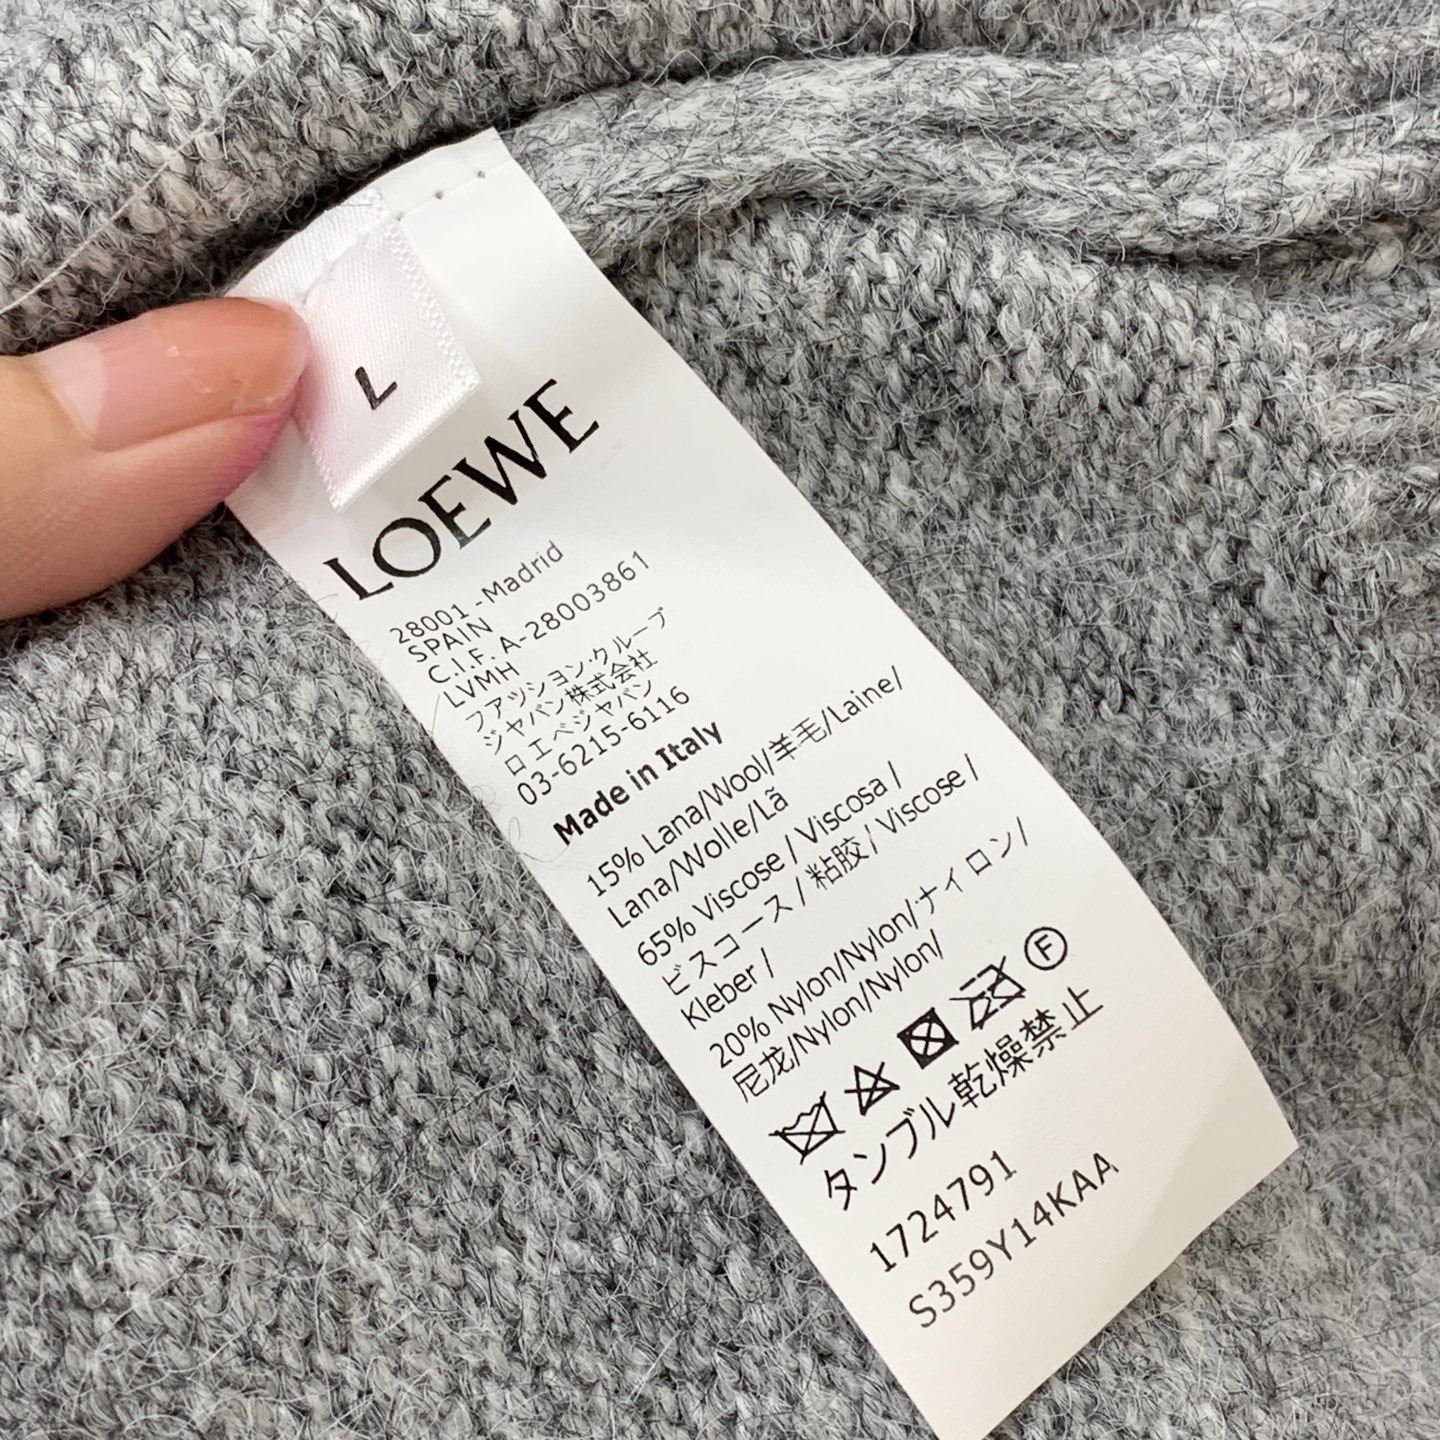 L
LOEWE
28001 - Madrid
SPAIN
C.I.F. A-28003861
/LVMH
ファッション・クルーブ
ジャパン株式会社
ロエベジャパン
03-6215-6116
Made in Italy
15% Lana/Wool/羊毛/Laine/
Lana/Wolle/Lã
65% Viscose / Viscosa /
ビスコース / 粘胶 / Viscose /
Kleber /
20% Nylon/Nylon/ナイロン/
尼龙/Nylon/Nylon/
F
タンブル乾燥禁止
1724791
S359Y14KAA